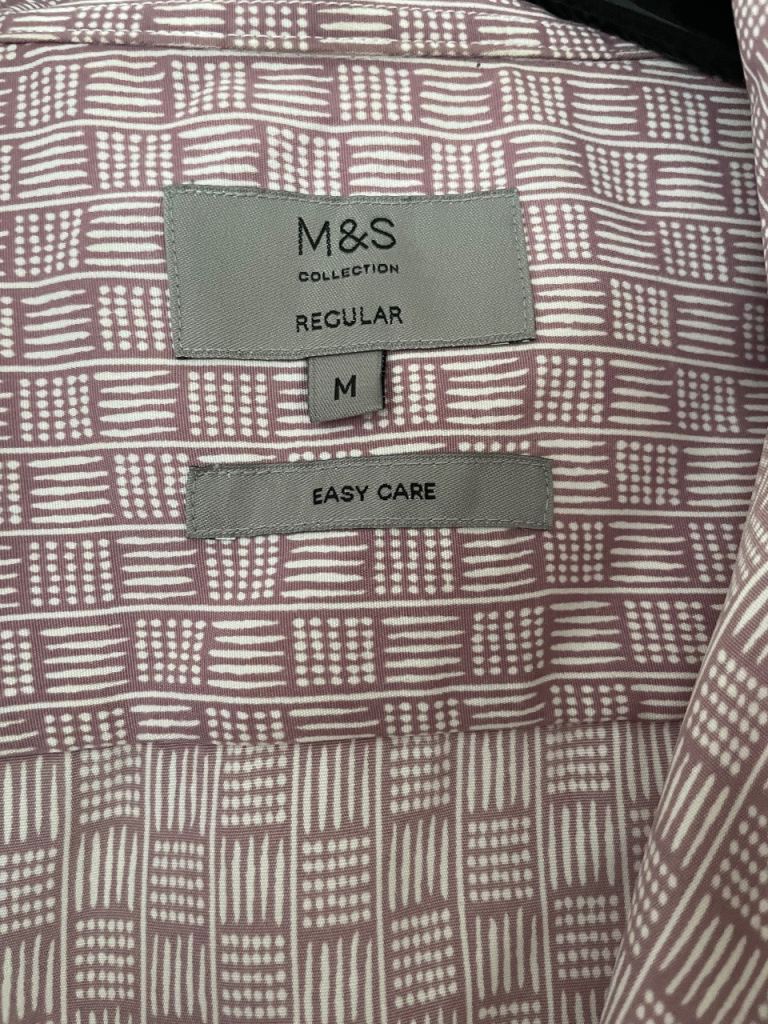 M&S
COLLECTION
REGULAR
M
EASY CARE